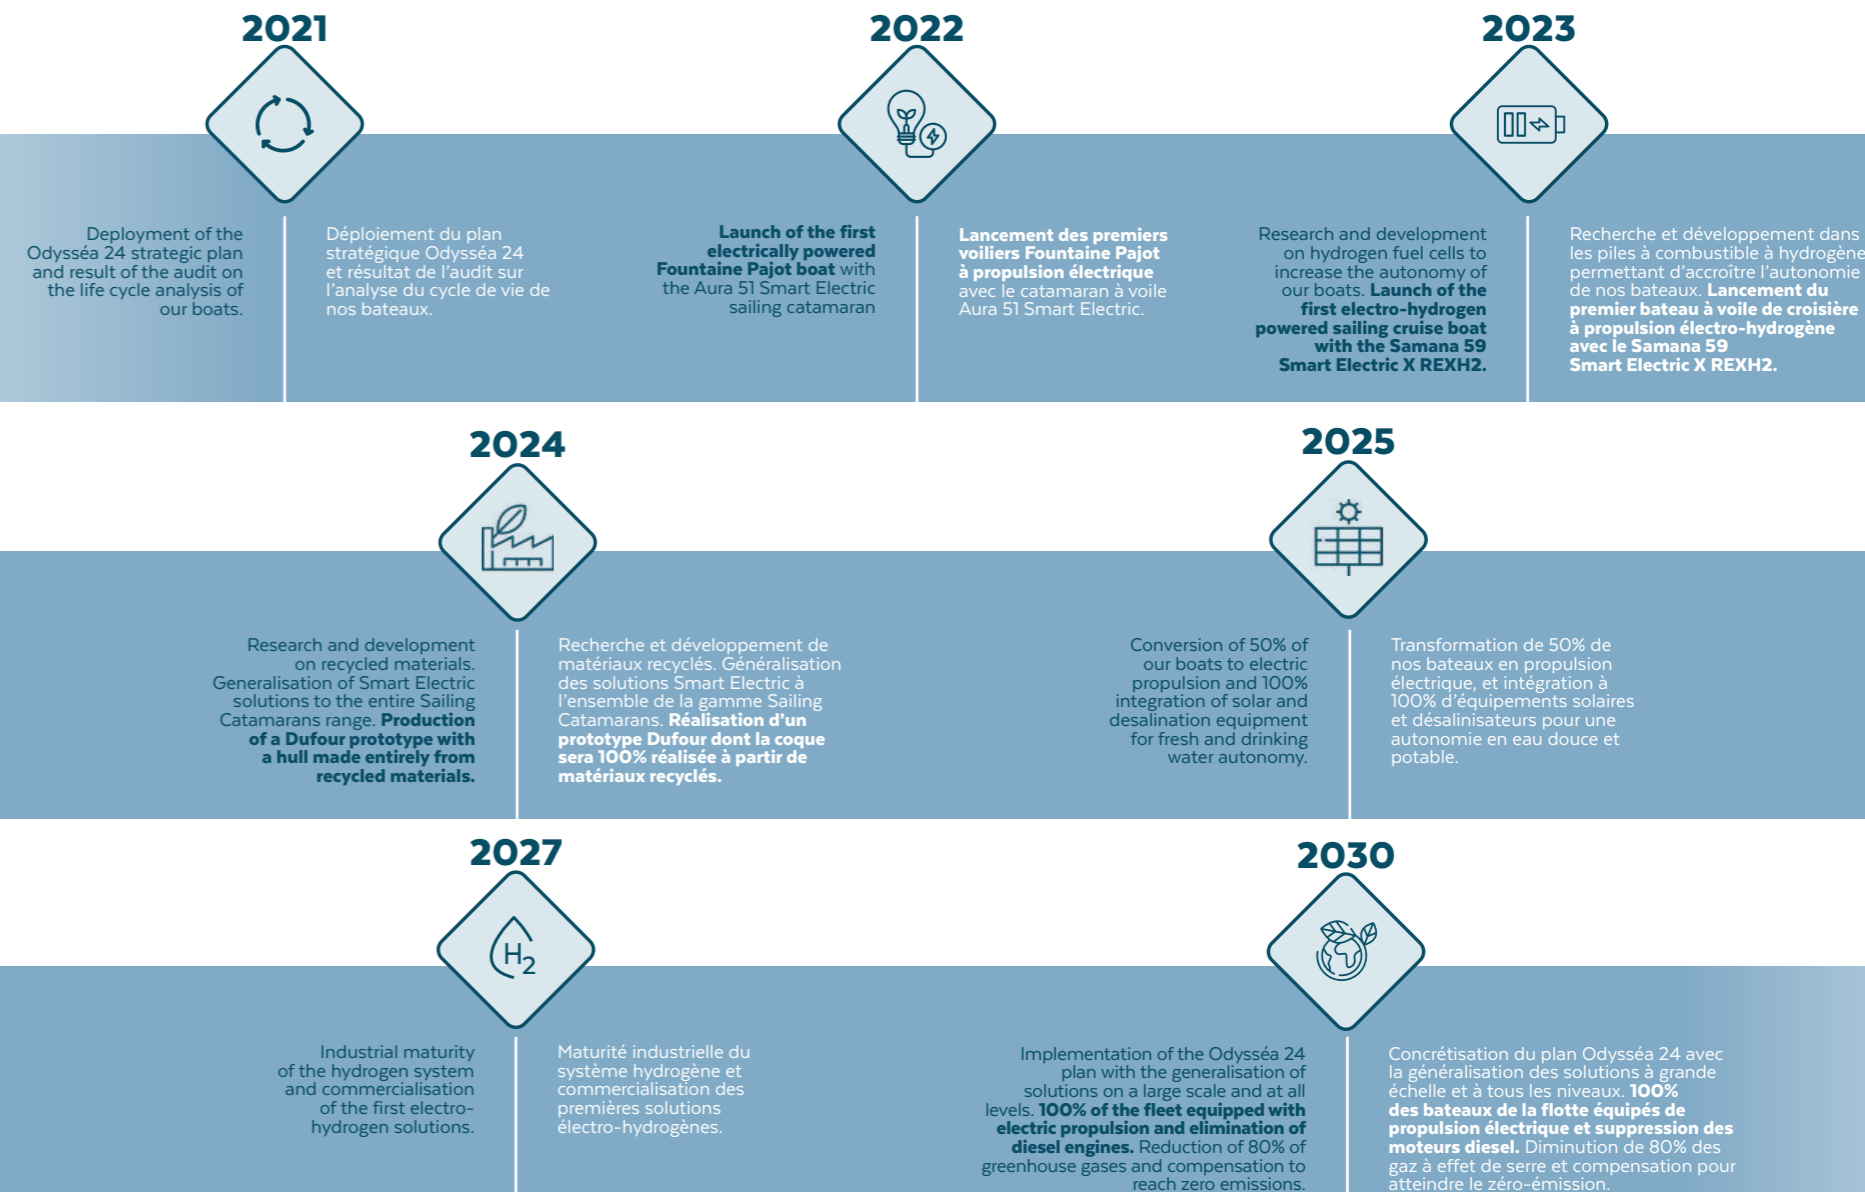 2021
Deployment of the
Odysséa 24 strategic plan
and result of the audit on
the life cycle analysis of
our boats.
Déploiement du plan
stratégique Odysséa 24
et résultat de l'audit sur
l'analyse du cycle de vie de
nos bateaux.
2022
Launch of the first
electrically powered
Fountaine Pajot boat with
the Aura 51 Smart Electric
sailing catamaran
Lancement des premiers
voiliers Fountaine Pajot
à propulsion électrique
avec le catamaran à voile
Aura 51 Smart Electric.
2023
Research and development
on hydrogen fuel cells to
increase the autonomy of
our boats. Launch of the
first electro-hydrogen
powered sailing cruise boat
with the Samana 59
Smart Electric X REXH2.
Recherche et développement dans
les piles à combustible à hydrogène
permettant d'accroître l'autonomie
de nos bateaux. Lancement du
premier bateau à voile de croisière
à propulsion électro-hydrogène
avec le Samana 59
Smart Electric X REXH2.
2024
Research and development
on recycled materials.
Generalisation of Smart Electric
solutions to the entire Sailing
Catamarans range. Production
of a Dufour prototype with
a hull made entirely from
recycled materials.
Recherche et développement de
matériaux recyclés. Généralisation
des solutions Smart Electric à
l'ensemble de la gamme Sailing
Catamarans. Réalisation d'un
prototype Dufour dont la coque
sera 100% réalisée à partir de
matériaux recyclés.
2025
Conversion of 50% of
our boats to electric
propulsion and 100%
integration of solar and
desalination equipment
for fresh and drinking
water autonomy.
Transformation de 50% de
nos bateaux en propulsion
électrique, et intégration à
100% d'équipements solaires
et désalinisateurs pour une
autonomie en eau douce et
potable.
2027
H2
Industrial maturity
of the hydrogen system
and commercialisation
of the first electro-
hydrogen solutions.
Maturité industrielle du
système hydrogène et
commercialisation des
premières solutions
électro-hydrogènes.
2030
Implementation of the Odysséa 24
plan with the generalisation of
solutions on a large scale and at all
levels. 100% of the fleet equipped with
electric propulsion and elimination of
diesel engines. Reduction of 80% of
greenhouse gases and compensation to
reach zero emissions.
Concrétisation du plan Odysséa 24 avec
la généralisation des solutions à grande
échelle et à tous les niveaux. 100%
des bateaux de la flotte équipés de
propulsion électrique et suppression des
moteurs diesel. Diminution de 80% des
gaz à effet de serre et compensation pour
atteindre le zéro-émission.